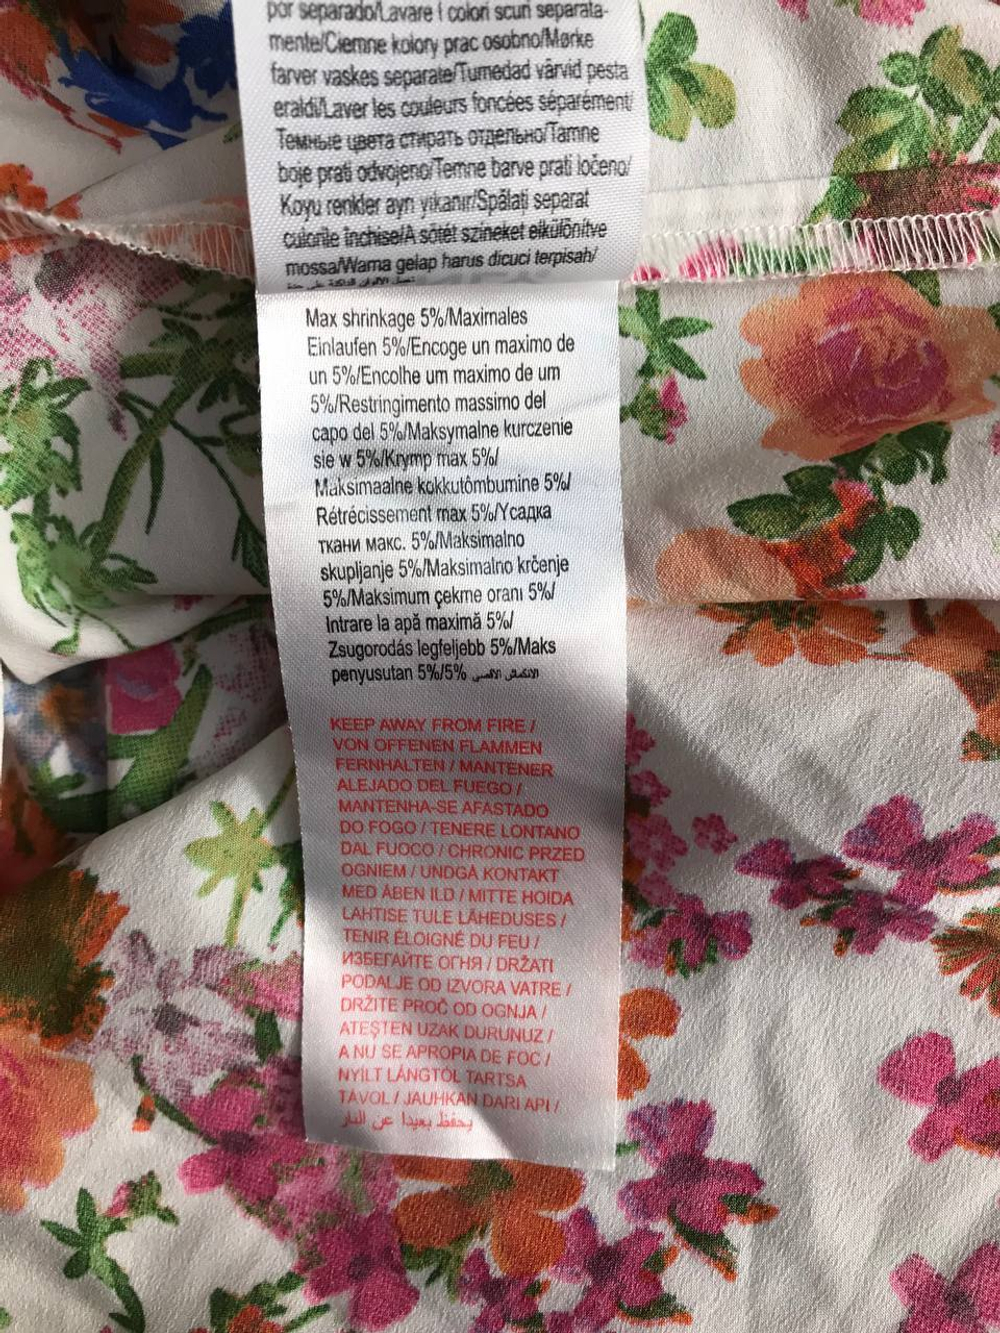 por separado/Lavare i colori scuri separata-
mente/Ciemne kolory prac osobno/Mørke
farver vaskes separate/Tumedad värvid pesta
eraldi/Laver les couleurs foncées séparément/
Темные цвета стирать отдельно/Tamne
boje prati odvojeno/Temne barve prati ločeno/
Koyu renkler ayrı yıkanır/Spălaţi separat
culorile închise/A sötét színeket elkülönítve
mossa/Warna gelap harus dicuci terpisah/
Max shrinkage 5%/Maximales
Einlaufen 5%/Encoge un maximo de
un 5%/Encolhe um maximo de um
5%/Restringimento massimo del
capo del 5%/Maksymalne kurczenie
sie w 5%/Krymp max 5%/
Maksimaalne kokkutõmbumine 5%/
Rétrécissement max 5%/Усадка
ткани макс. 5%/Maksimalno
skupljanje 5%/Maksimalno krčenje
5%/Maksimum çekme oranı 5%/
Intrare la apă maximă 5%/
Zsugorodás legfeljebb 5%/Maks
penyusutan 5%/5% الانكماش الاقصى
KEEP AWAY FROM FIRE /
VON OFFENEN FLAMMEN
FERNHALTEN / MANTENER
ALEJADO DEL FUEGO /
MANTENHA-SE AFASTADO
DO FOGO / TENERE LONTANO
DAL FUOCO / CHRONIC PRZED
OGNIEM / UNDGÅ KONTAKT
MED ÅBEN ILD / MITTE HOIDA
LAHTISE TULE LÄHEDUSES /
TENIR ÉLOIGNÉ DU FEU /
ИЗБЕГАЙТЕ ОГНЯ / DRŽATI
PODALJE OD IZVORA VATRE /
DRŽITE PROČ OD OGNJA /
ATEŞTEN UZAK DURUNUZ /
A NU SE APROPIA DE FOC /
NYÍLT LÁNGTÓL TARTSA
TÁVOL / JAUHKAN DARI API /
يحفظ بعيدا عن النار